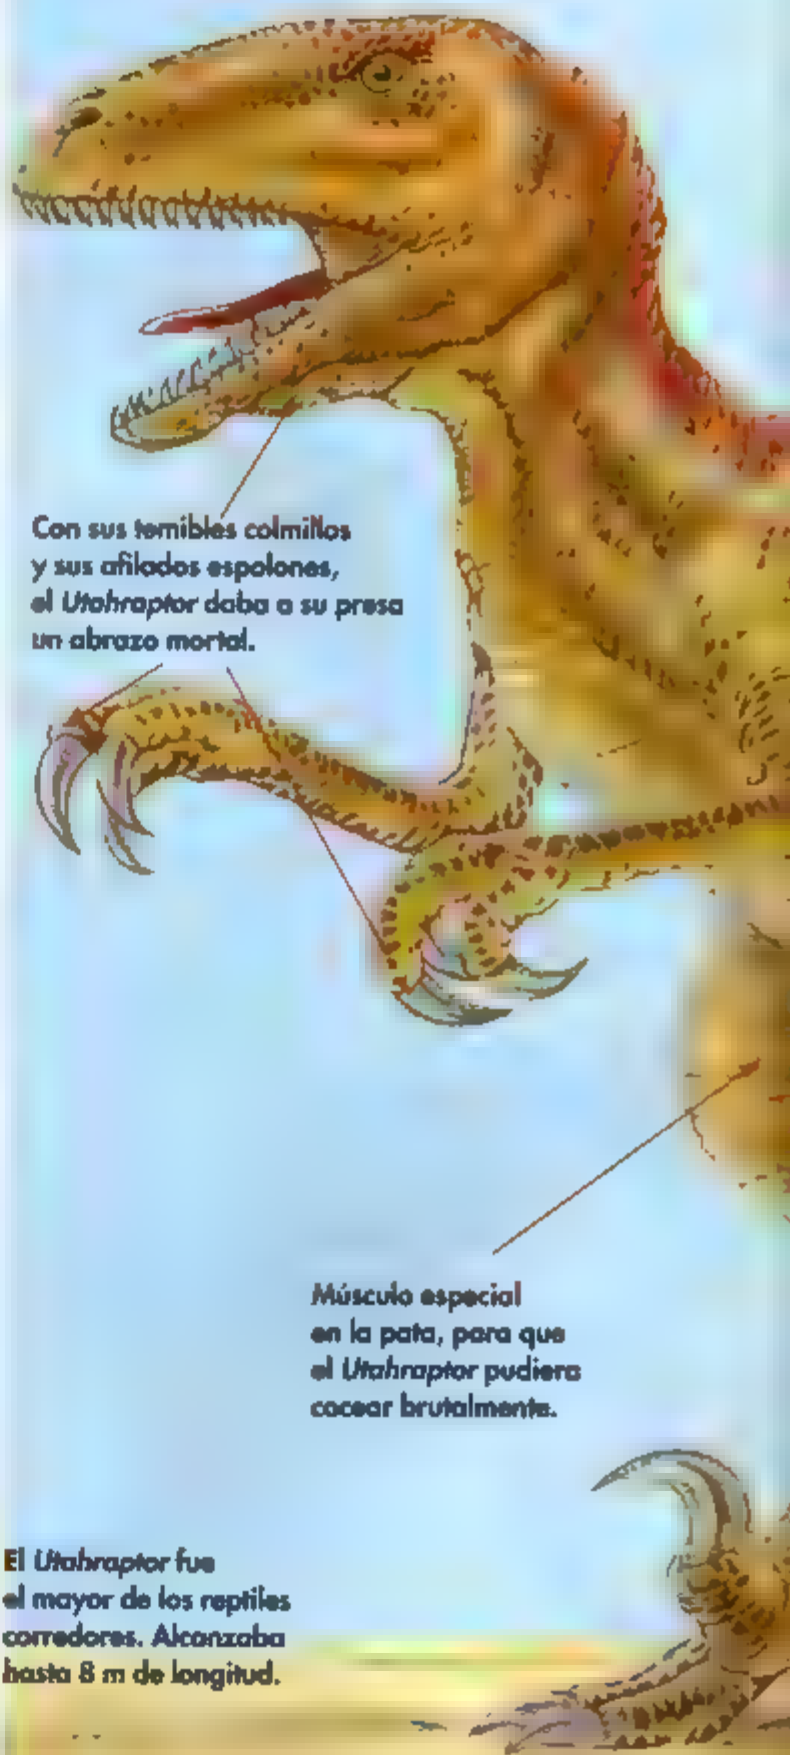 Con sus temibles colmillos
y sus afilados espolones,
el Utahraptor daba a su presa
un abrazo mortal.
Músculo especial
en la pata, para que
el Utahraptor pudiera
cocear brutalmente.
El Utahraptor fue
el mayor de los reptiles
corredores. Alcanzaba
hasta 8 m de longitud.